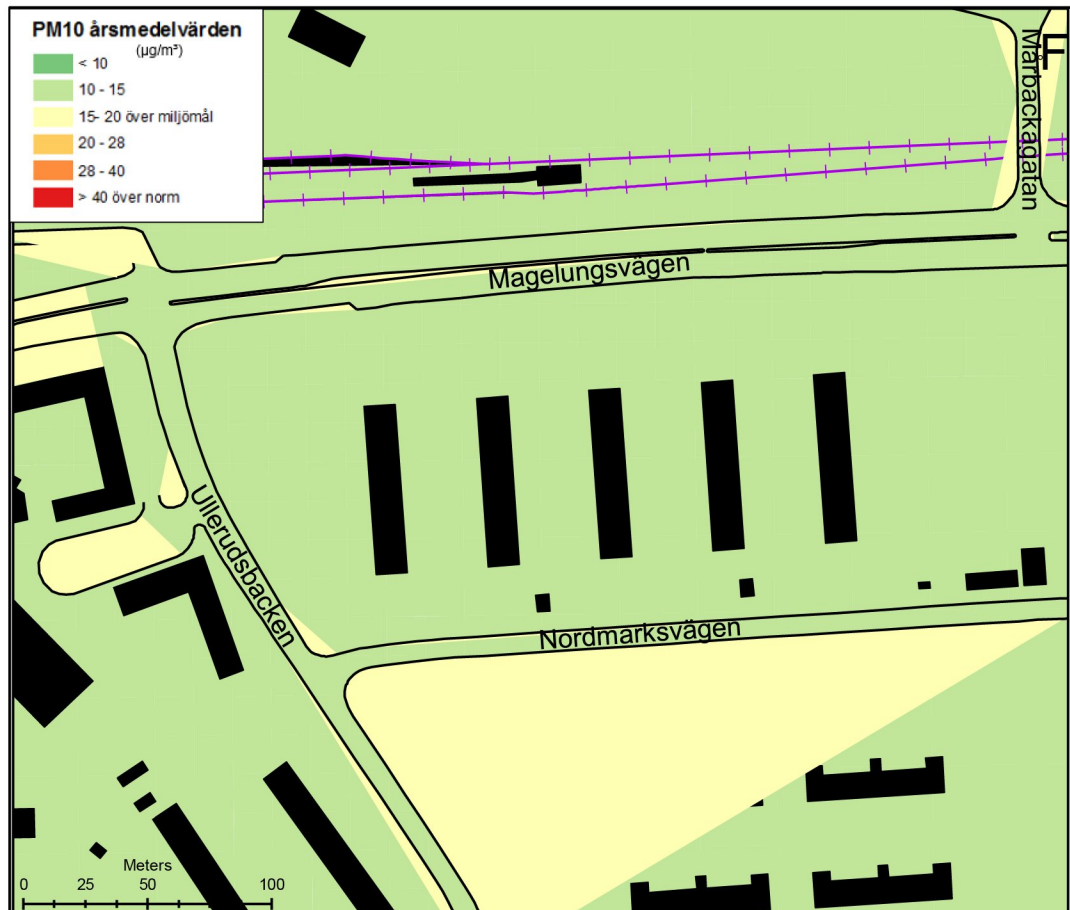 PM10 årsmedelvärden
(µg/m³)
< 10
10 - 15
15- 20 över miljömål
20 - 28
28 - 40
> 40 över norm
F
Mårbackagatan
Magelungsvägen
Ullerudsbacken
Nordmarksvägen
Meters
0 25 50 100